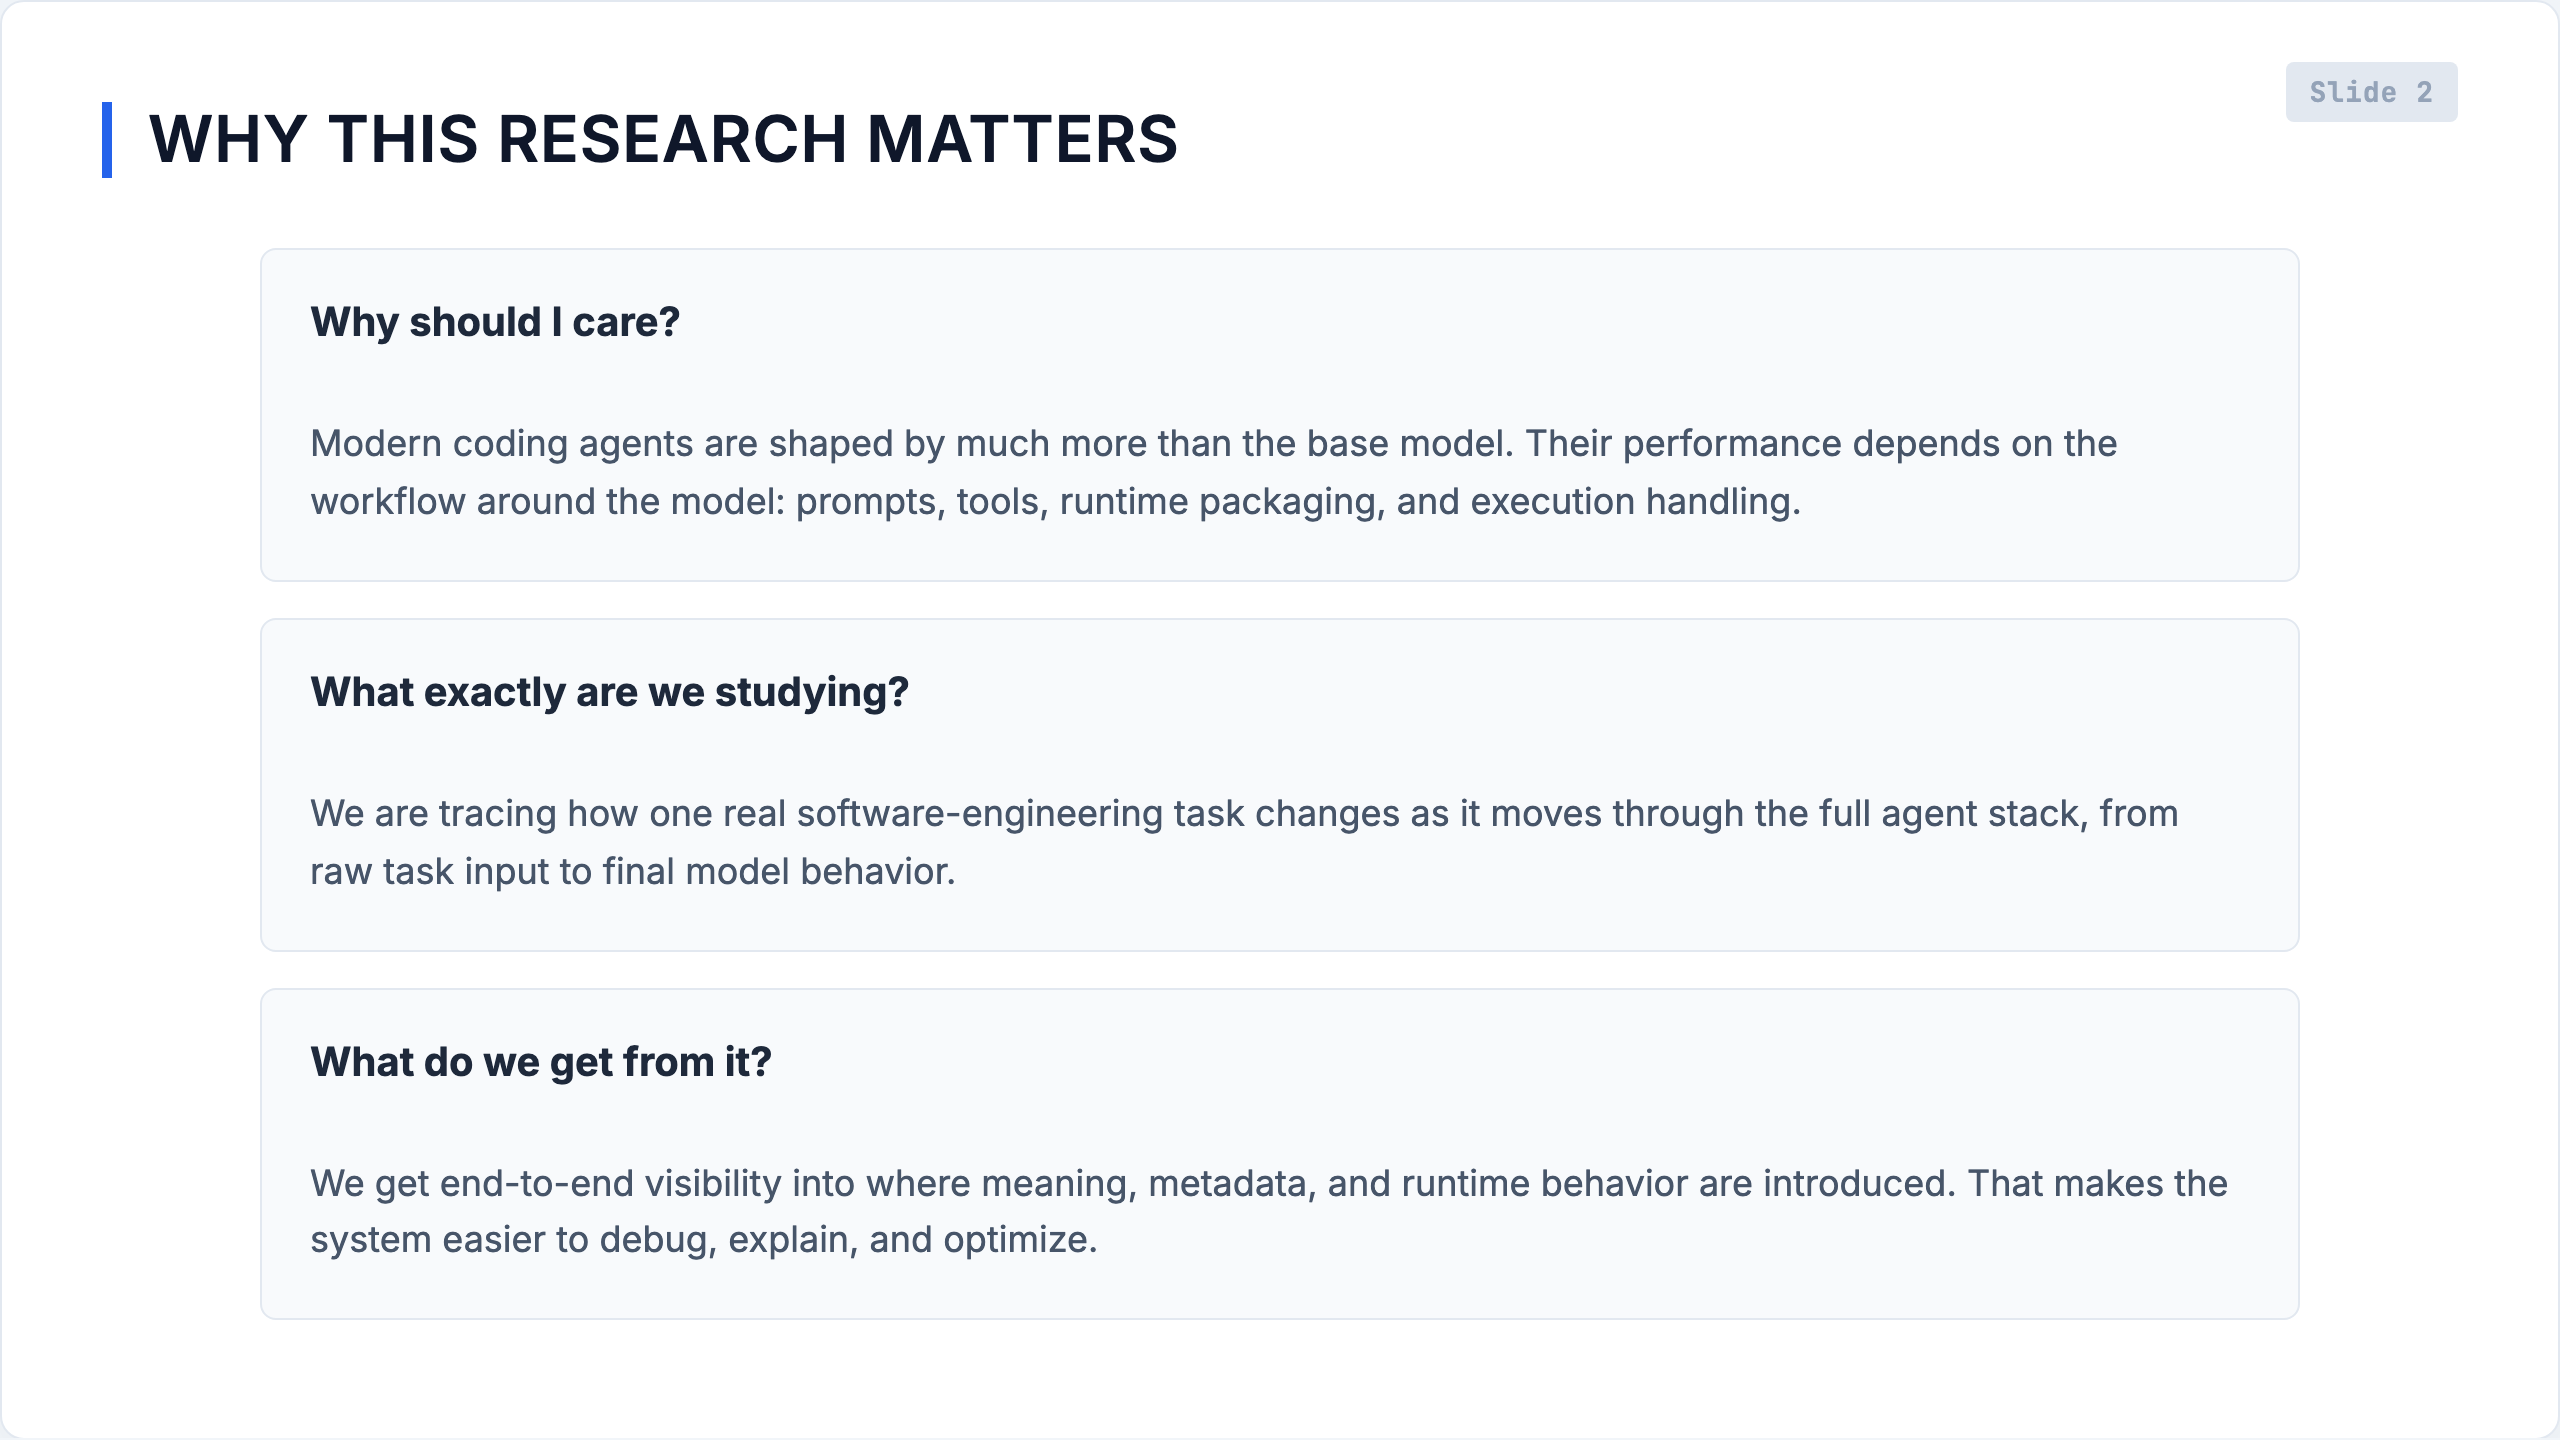 Slide 2
WHY THIS RESEARCH MATTERS
Why should I care?
Modern coding agents are shaped by much more than the base model. Their performance depends on the
workflow around the model: prompts, tools, runtime packaging, and execution handling.
What exactly are we studying?
We are tracing how one real software-engineering task changes as it moves through the full agent stack, from
raw task input to final model behavior.
What do we get from it?
We get end-to-end visibility into where meaning, metadata, and runtime behavior are introduced. That makes the
system easier to debug, explain, and optimize.